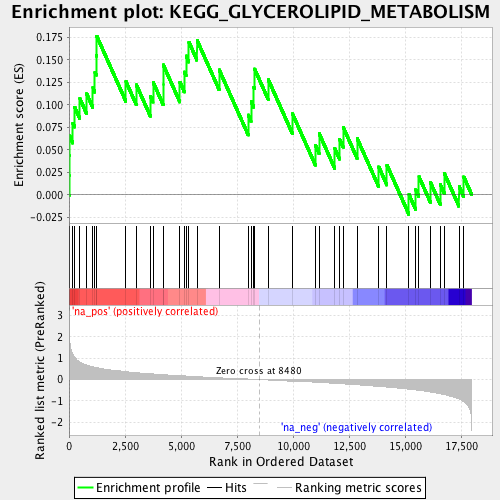 Enrichment plot: KEGG_GLYCEROLIPID_METABOLISM
Enrichment score (ES)
0.175
0.150
0.125
0.100
0.075
0.050
0.025
0.000
-0.025
'na_pos' (positively correlated)
Ranked list metric (PreRanked)
3
2
1
0
-1
-2
Zero cross at 8480
'na_neg' (negatively correlated)
0
2,500
5,000
7,500
10,000
12,500
15,000
17,500
Rank in Ordered Dataset
Enrichment profile
Hits
Ranking metric scores